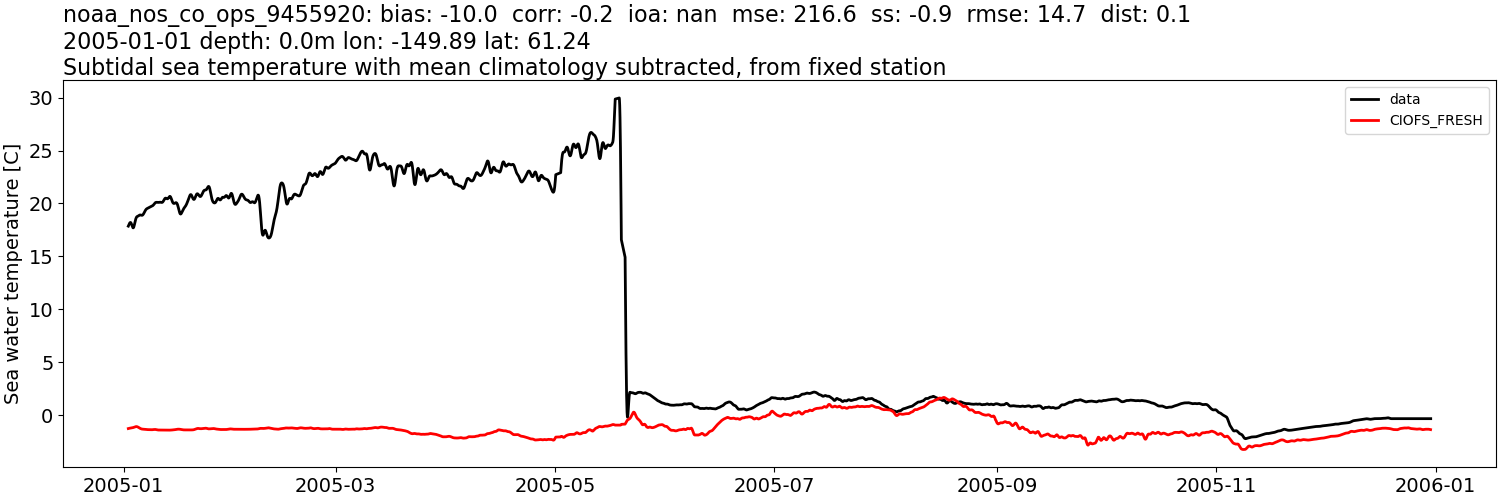 noaa_nos_co_ops_9455920: bias: -10.0  corr: -0.2  ioa: nan  mse: 216.6  ss: -0.9  rmse: 14.7  dist: 0.1
2005-01-01 depth: 0.0m lon: -149.89 lat: 61.24
Subtidal sea temperature with mean climatology subtracted, from fixed station
data
CIOFS_FRESH
Sea water temperature [C]
30
25
20
15
10
5
0
2005-01 2005-03 2005-05 2005-07 2005-09 2005-11 2006-01